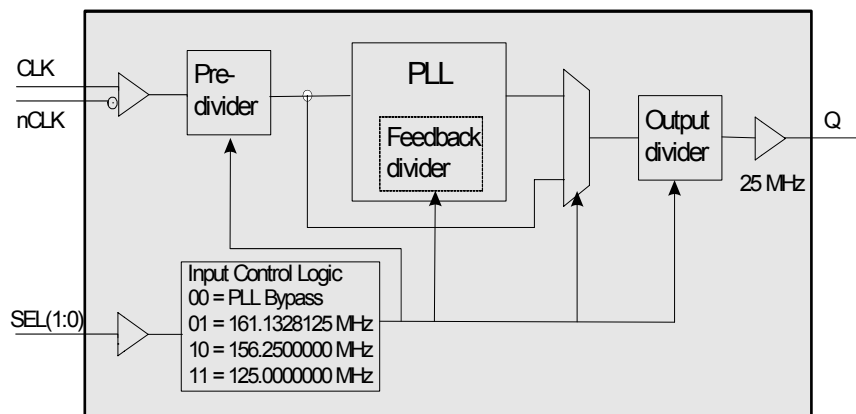 CLK
nCLK
Pre-
divider
PLL
Feedback
divider
Output
divider
Q
25 MHz
SEL(1:0)
Input Control Logic
00 = PLL Bypass
01 = 161.1328125 MHz
10 = 156.2500000 MHz
11 = 125.0000000 MHz